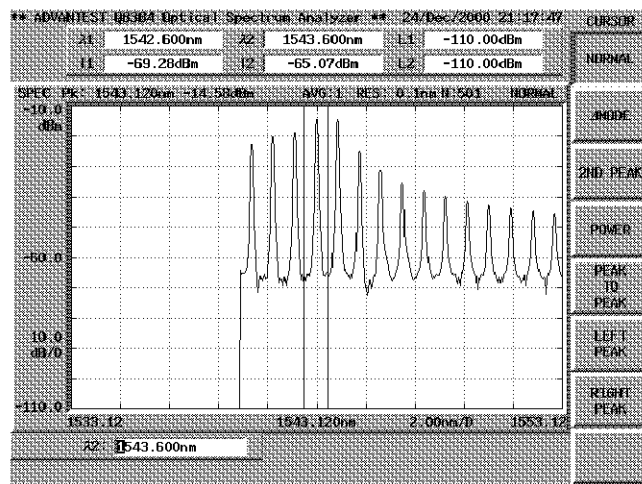 ** ADVANTEST Q8384 Optical Spectrum Analyzer ** 24/Dec/2000 21:17:47
CURSOR
λ1 1542.600nm λ2 1543.600nm L1 -110.00dBm
I1 -69.28dBm I2 -65.07dBm L2 -110.00dBm
NORMAL
SPEC Pk: 1543.120nm -14.58dBm AVG 1 RES 0.1nm N 501 NORMAL
-10.0
dBm
ΔMODE
2ND PEAK
POWER
-60.0
PEAK
TO
PEAK
10.0
dB/D
LEFT
PEAK
RIGHT
PEAK
-110.0
1533.12 1543.120nm 2.00nm/D 1553.12
λ2: 1543.600nm